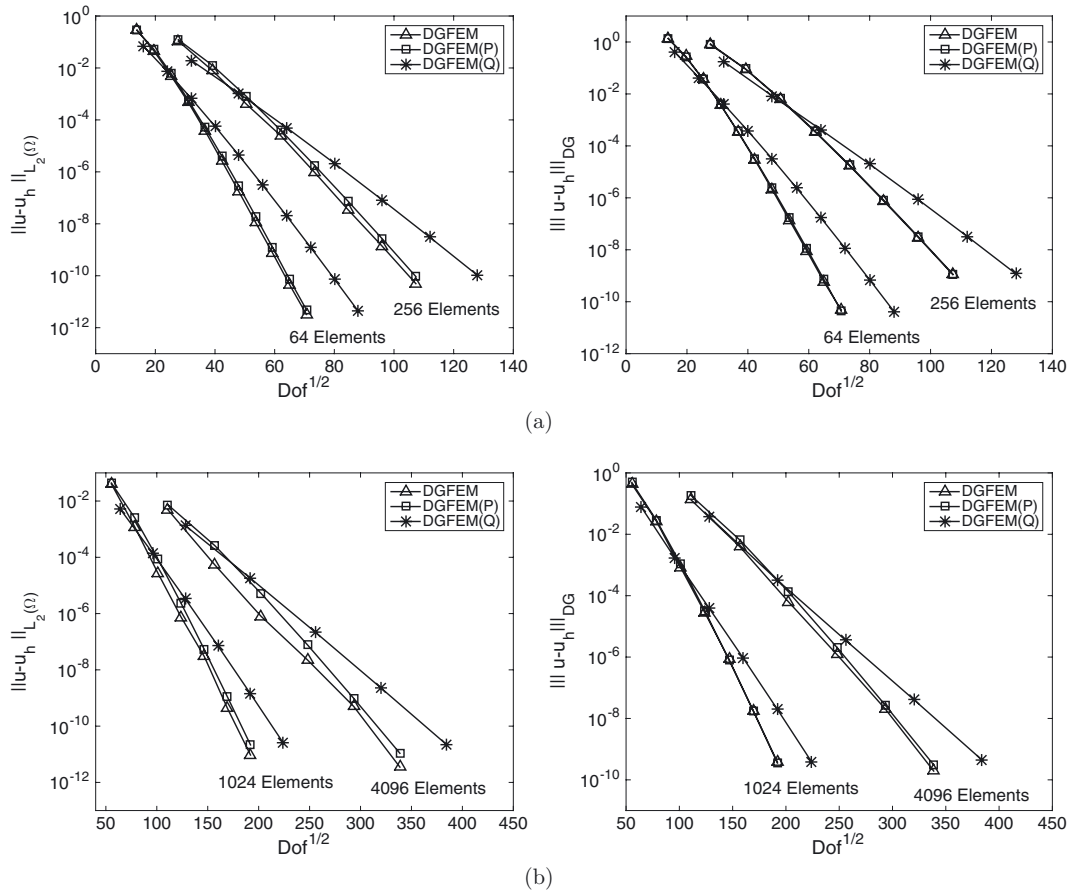 ||u-u_h||_{L_2(Ω)}
10^0
10^{-2}
10^{-4}
10^{-6}
10^{-8}
10^{-10}
10^{-12}
DGFEM
DGFEM(P)
DGFEM(Q)
256 Elements
64 Elements
0 20 40 60 80 100 120 140
Dof^{1/2}
||| u-u_h|||_{DG}
10^0
10^{-2}
10^{-4}
10^{-6}
10^{-8}
10^{-10}
10^{-12}
DGFEM
DGFEM(P)
DGFEM(Q)
256 Elements
64 Elements
0 20 40 60 80 100 120 140
Dof^{1/2}
(a)
||u-u_h||_{L_2(Ω)}
10^{-2}
10^{-4}
10^{-6}
10^{-8}
10^{-10}
10^{-12}
DGFEM
DGFEM(P)
DGFEM(Q)
1024 Elements
4096 Elements
50 100 150 200 250 300 350 400 450
Dof^{1/2}
||| u-u_h|||_{DG}
10^0
10^{-2}
10^{-4}
10^{-6}
10^{-8}
10^{-10}
DGFEM
DGFEM(P)
DGFEM(Q)
1024 Elements
4096 Elements
50 100 150 200 250 300 350 400 450
Dof^{1/2}
(b)